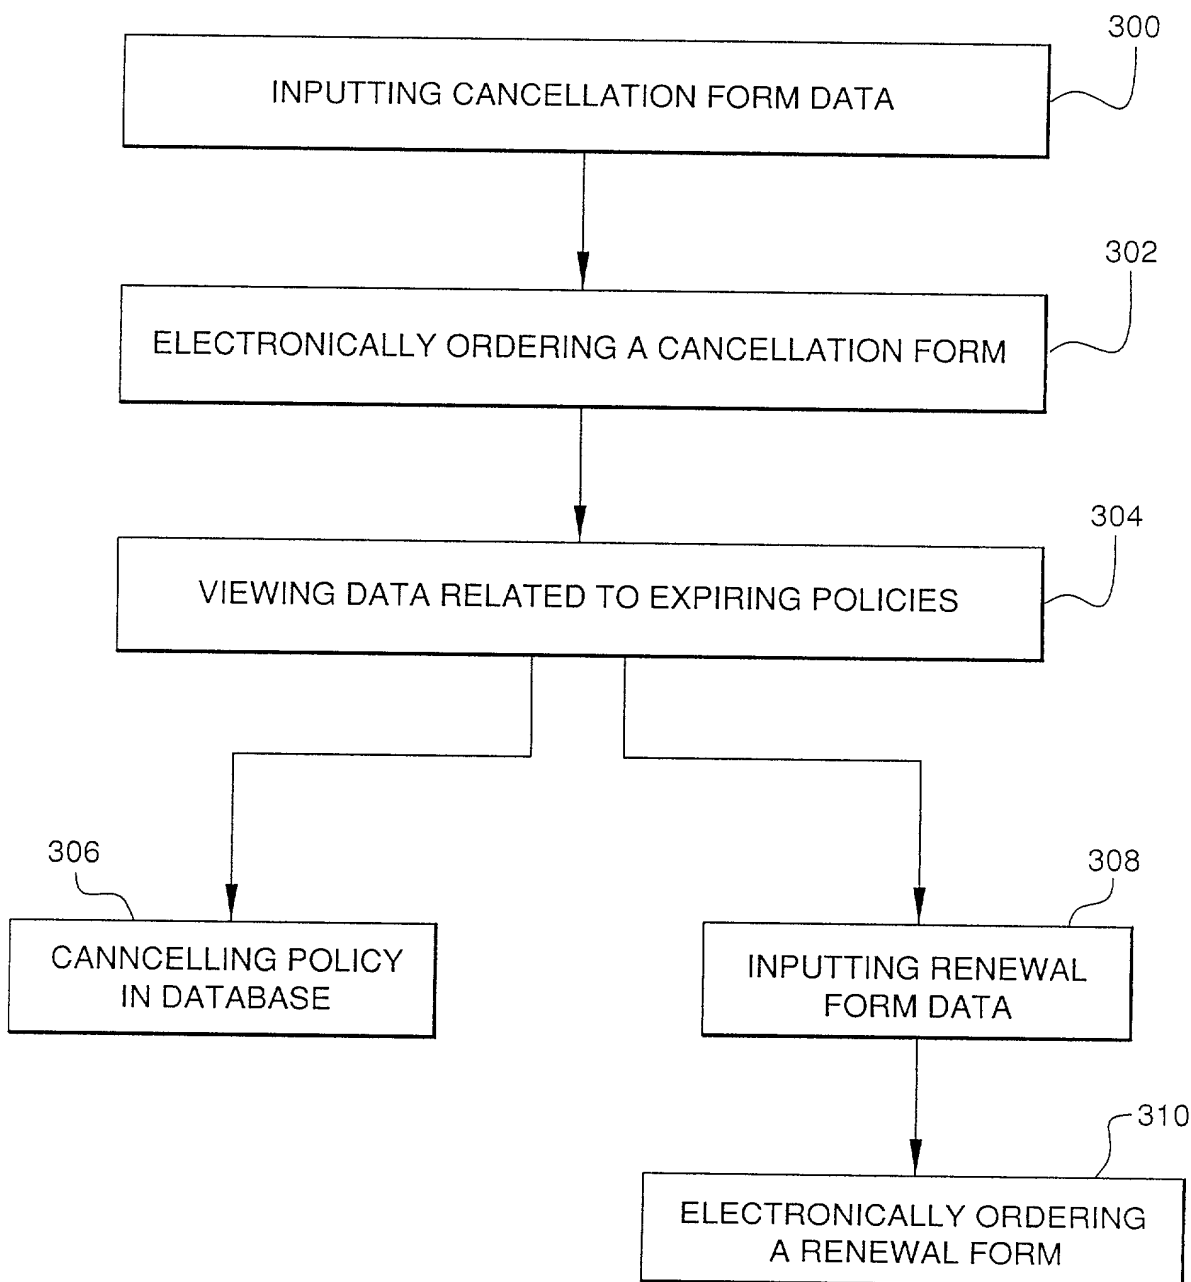 300
INPUTTING CANCELLATION FORM DATA
302
ELECTRONICALLY ORDERING A CANCELLATION FORM
304
VIEWING DATA RELATED TO EXPIRING POLICIES
306
CANNCELLING POLICY
IN DATABASE
308
INPUTTING RENEWAL
FORM DATA
310
ELECTRONICALLY ORDERING
A RENEWAL FORM